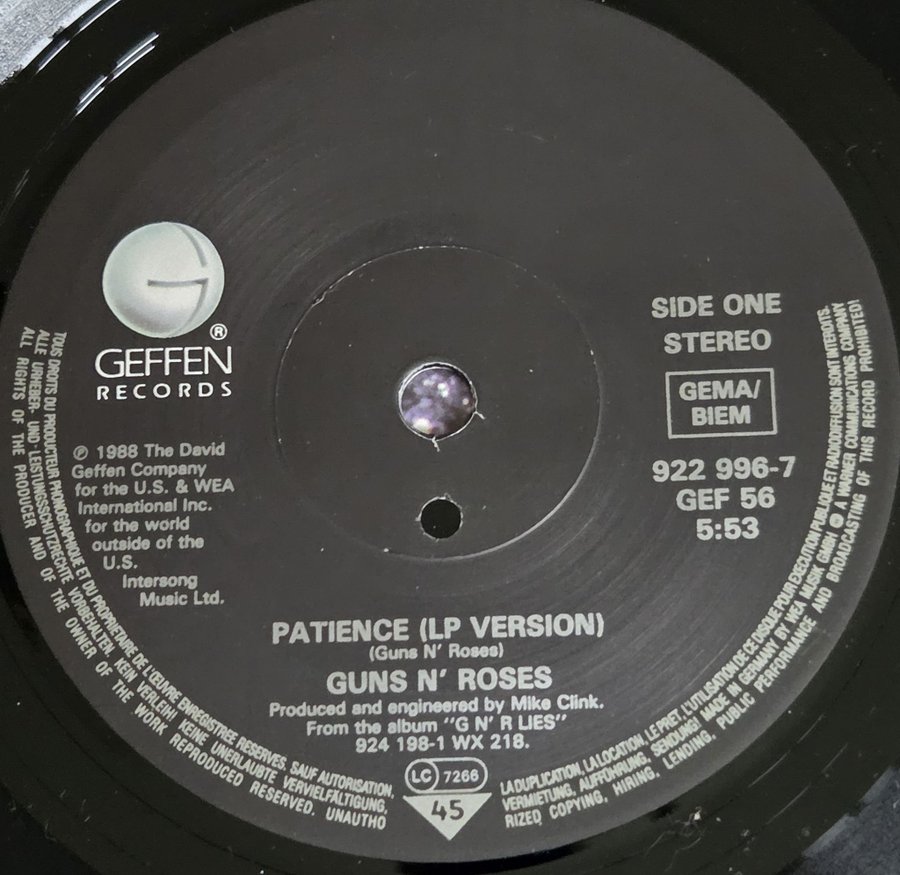 ®
GEFFEN
RECORDS
℗ 1988 The David
Geffen Company
for the U.S. & WEA
International Inc.
for the world
outside of the
U.S.
Intersong
Music Ltd.
SIDE ONE
STEREO
GEMA/
BIEM
922 996-7
GEF 56
5:53
PATIENCE (LP VERSION)
(Guns N' Roses)
GUNS N' ROSES
Produced and engineered by Mike Clink.
From the album "G N' R LIES"
924 198-1 WX 218.
LC 7266
45
TOUS DROITS DU PRODUCTEUR PHONOGRAPHIQUE ET DU PROPRIETAIRE DE L'ŒUVRE ENREGISTREE RESERVES. SAUF AUTORISATION, LA DUPLICATION, LA LOCATION, LE PRET, L'UTILISATION DE CE DISQUE POUR EXECUTION PUBLIQUE ET RADIODIFFUSION SONT INTERDITS.
ALLE URHEBER- UND LEISTUNGSSCHUTZRECHTE VORBEHALTEN. KEIN VERLEIH! KEINE UNERLAUBTE VERVIELFÄLTIGUNG, VERMIETUNG, AUFFÜHRUNG, SENDUNG! MADE IN GERMANY BY WEA MUSIK GMBH A WARNER COMMUNICATIONS COMPANY
ALL RIGHTS OF THE PRODUCER AND OF THE OWNER OF THE WORK REPRODUCED RESERVED. UNAUTHORIZED COPYING, HIRING, LENDING, PUBLIC PERFORMANCE AND BROADCASTING OF THIS RECORD PROHIBITED!